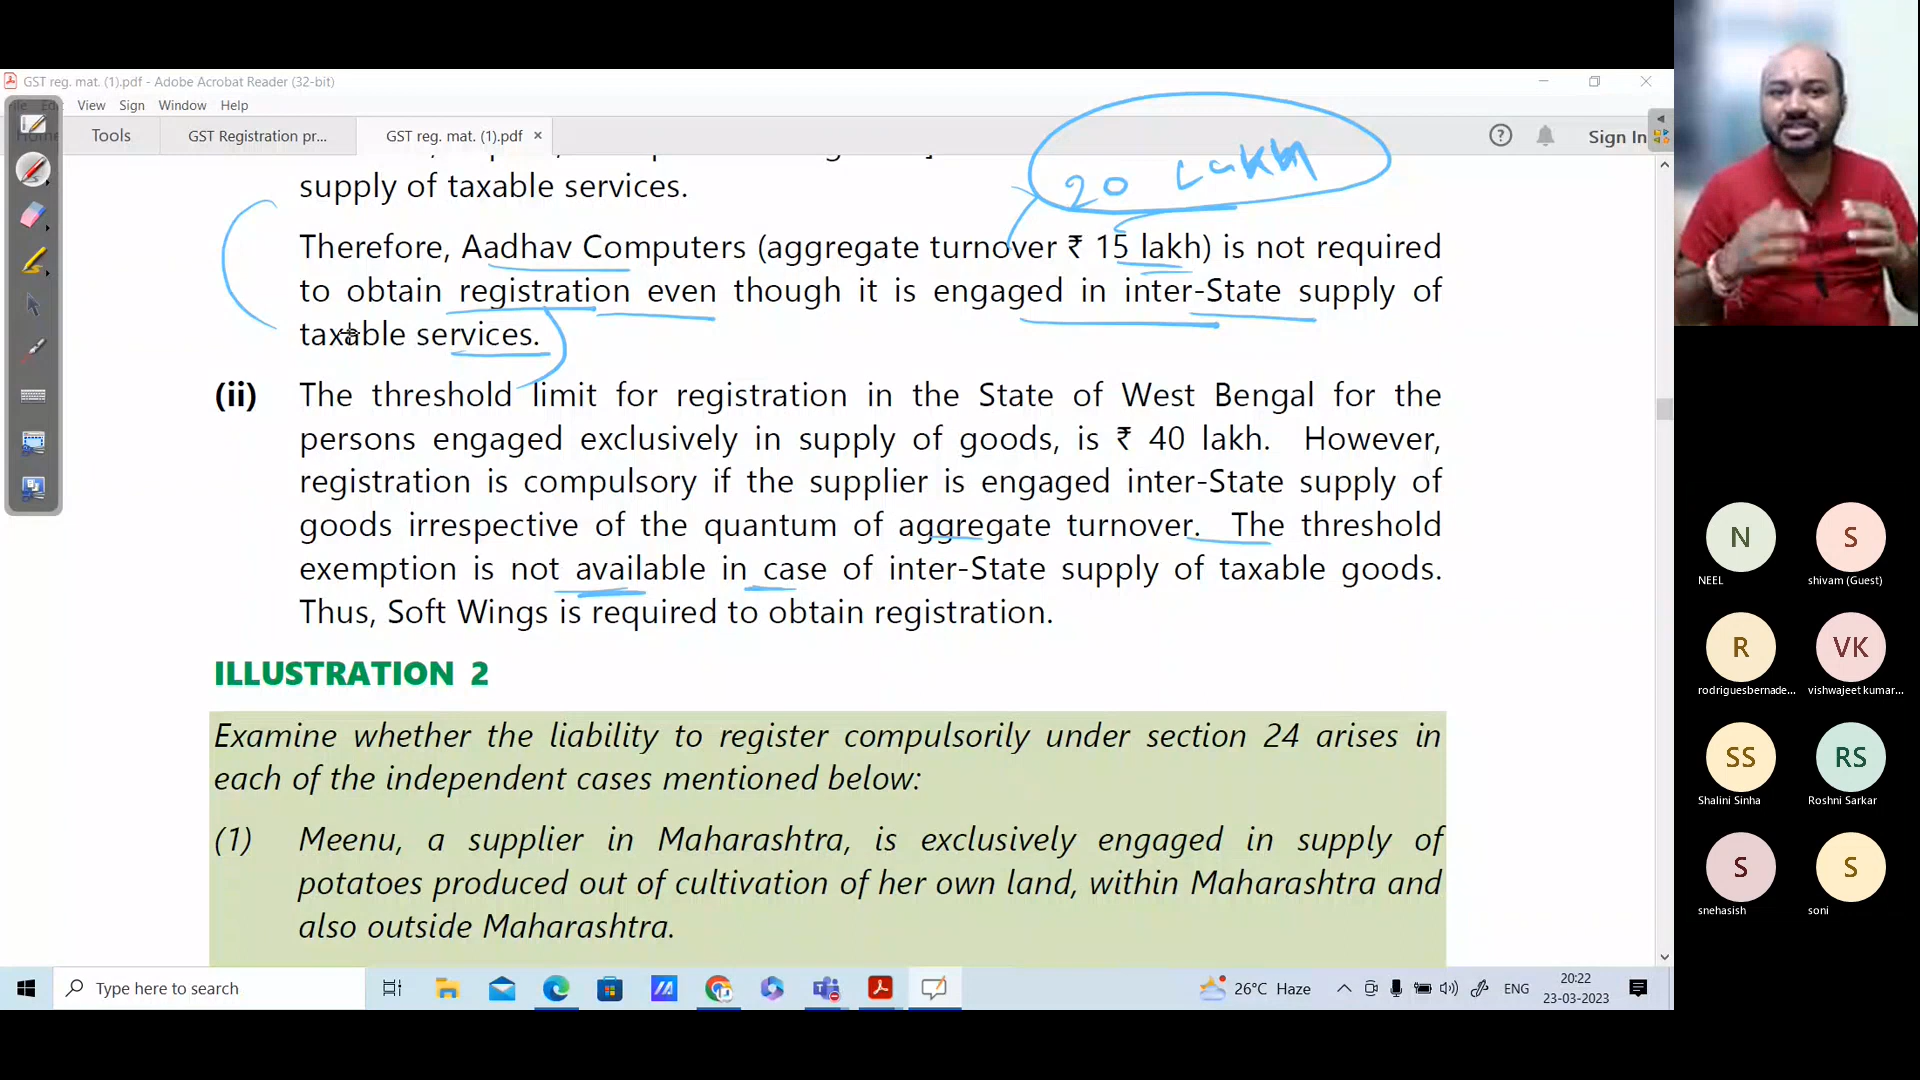 GST reg. mat. (1).pdf - Adobe Acrobat Reader (32-bit)
View Sign Window Help
Tools
GST Registration pr...
GST reg. mat. (1).pdf ×
Sign In
20 Lakh
supply of taxable services.
Therefore, Aadhav Computers (aggregate turnover ₹ 15 lakh) is not required
to obtain registration even though it is engaged in inter-State supply of
taxable services.
(ii) The threshold limit for registration in the State of West Bengal for the
persons engaged exclusively in supply of goods, is ₹ 40 lakh. However,
registration is compulsory if the supplier is engaged inter-State supply of
goods irrespective of the quantum of aggregate turnover. The threshold
exemption is not available in case of inter-State supply of taxable goods.
Thus, Soft Wings is required to obtain registration.
ILLUSTRATION 2
Examine whether the liability to register compulsorily under section 24 arises in
each of the independent cases mentioned below:
(1) Meenu, a supplier in Maharashtra, is exclusively engaged in supply of
potatoes produced out of cultivation of her own land, within Maharashtra and
also outside Maharashtra.
N
NEEL
S
shivam (Guest)
R
rodriguesbernade...
VK
vishwajeet kumar...
SS
Shalini Sinha
RS
Roshni Sarkar
S
snehasish
S
soni
Type here to search
26°C Haze
ENG
20:22
23-03-2023